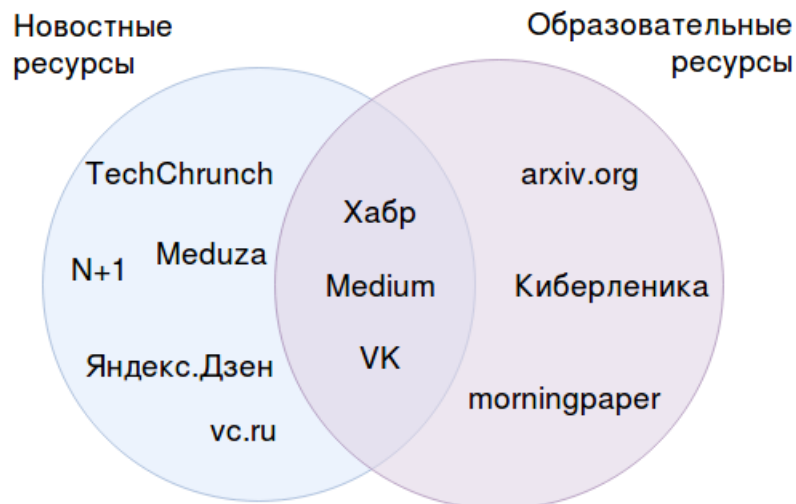 Новостные
ресурсы
Образовательные
ресурсы
TechChrunch
N+1
Meduza
Яндекс.Дзен
vc.ru
Хабр
Medium
VK
arxiv.org
Киберленика
morningpaper